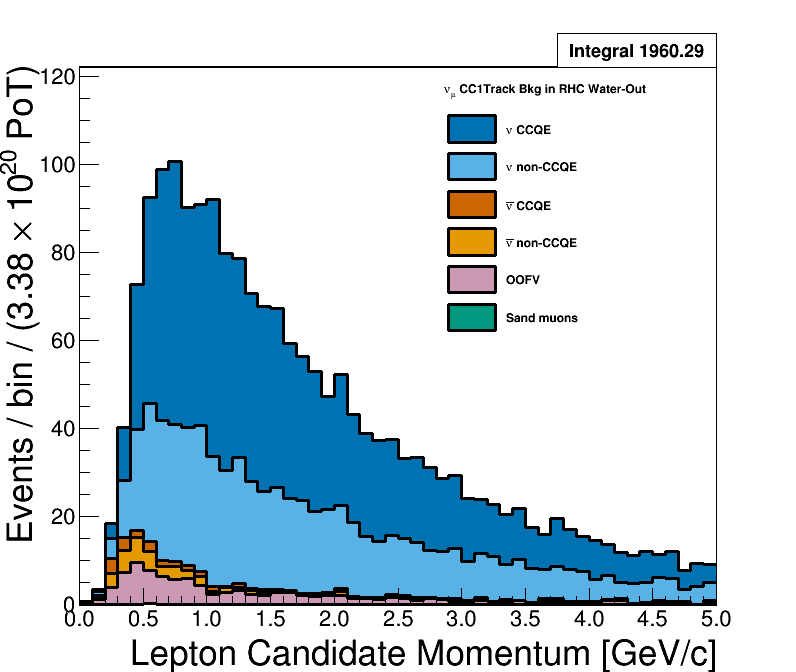 Integral 1960.29
ν_μ CC1Track Bkg in RHC Water-Out
ν CCQE
ν non-CCQE
ν̅ CCQE
ν̅ non-CCQE
OOFV
Sand muons
Events / bin / (3.38 × 10^20 PoT)
120
100
80
60
40
20
0
0.0 0.5 1.0 1.5 2.0 2.5 3.0 3.5 4.0 4.5 5.0
Lepton Candidate Momentum [GeV/c]